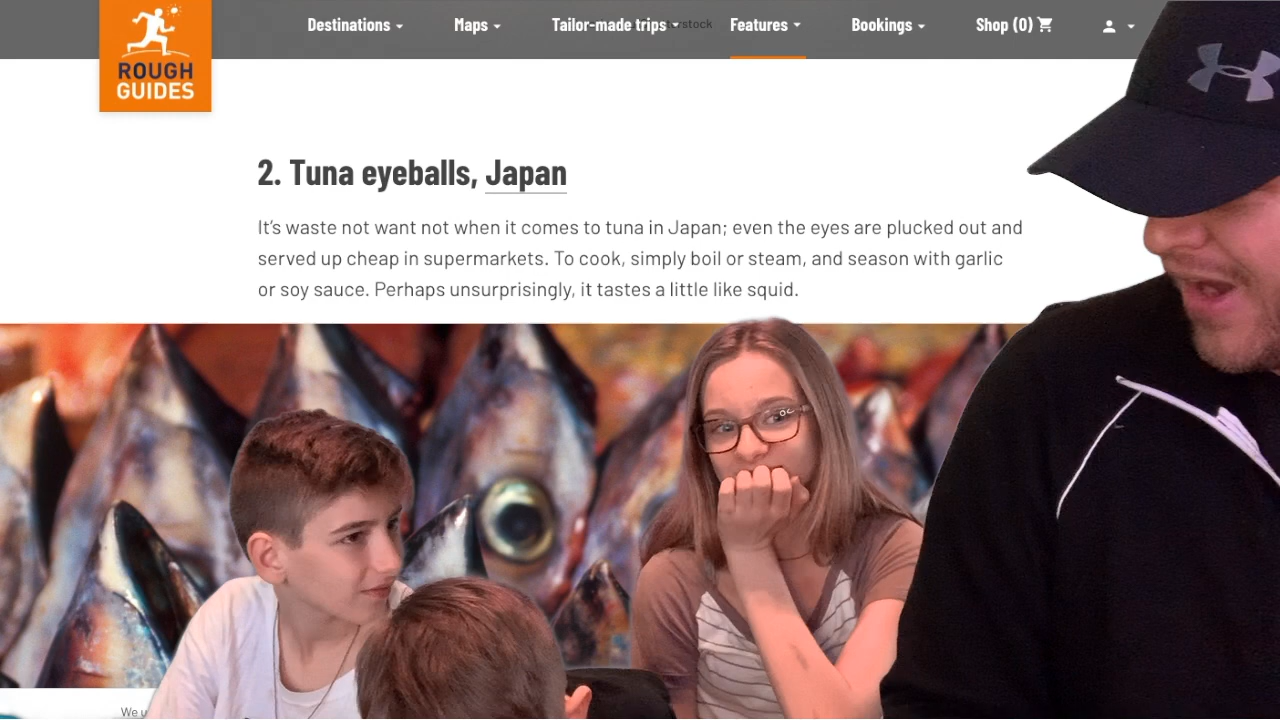 Destinations Maps Tailor-made trips stock Features Bookings Shop (0)
ROUGH
GUIDES
2. Tuna eyeballs, Japan
It's waste not want not when it comes to tuna in Japan; even the eyes are plucked out and
served up cheap in supermarkets. To cook, simply boil or steam, and season with garlic
or soy sauce. Perhaps unsurprisingly, it tastes a little like squid.
We u